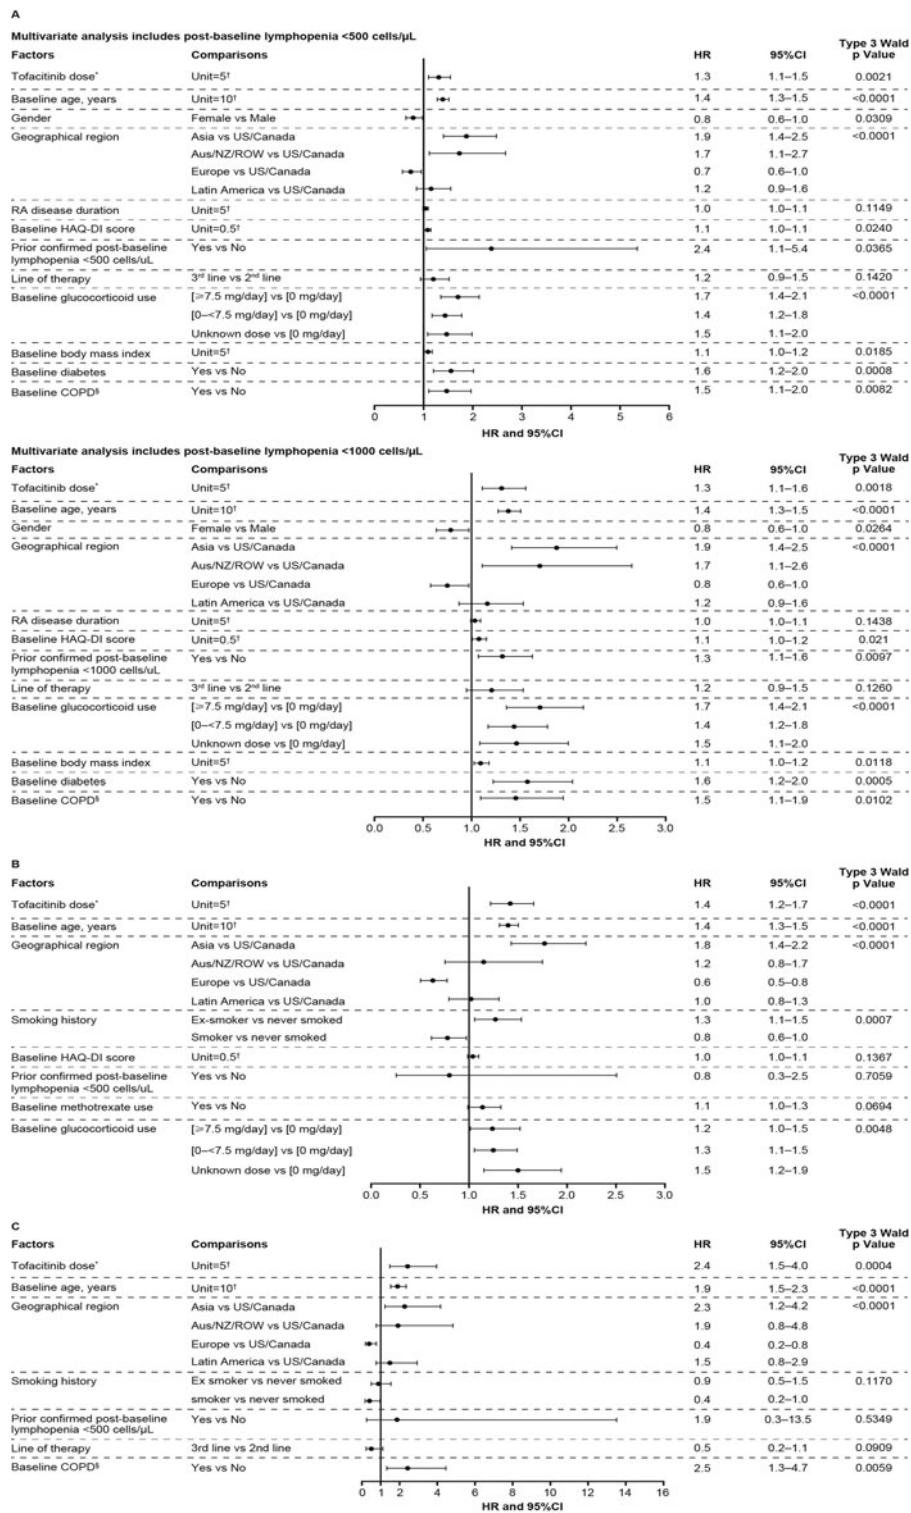 A
Multivariate analysis includes post-baseline lymphopenia <500 cells/µL
Factors Comparisons HR 95%CI Type 3 Wald p Value
Tofacitinib dose* Unit=5† 1.3 1.1–1.5 0.0021
Baseline age, years Unit=10† 1.4 1.3–1.5 <0.0001
Gender Female vs Male 0.8 0.6–1.0 0.0309
Geographical region Asia vs US/Canada 1.9 1.4–2.5 <0.0001
Aus/NZ/ROW vs US/Canada 1.7 1.1–2.7
Europe vs US/Canada 0.7 0.6–1.0
Latin America vs US/Canada 1.2 0.9–1.6
RA disease duration Unit=5† 1.0 1.0–1.1 0.1149
Baseline HAQ-DI score Unit=0.5† 1.1 1.0–1.1 0.0240
Prior confirmed post-baseline Yes vs No 2.4 1.1–5.4 0.0365
lymphopenia <500 cells/uL
Line of therapy 3rd line vs 2nd line 1.2 0.9–1.5 0.1420
Baseline glucocorticoid use [≥7.5 mg/day] vs [0 mg/day] 1.7 1.4–2.1 <0.0001
[0–<7.5 mg/day) vs [0 mg/day] 1.4 1.2–1.8
Unknown dose vs [0 mg/day] 1.5 1.1–2.0
Baseline body mass index Unit=5† 1.1 1.0–1.2 0.0185
Baseline diabetes Yes vs No 1.6 1.2–2.0 0.0008
Baseline COPD§ Yes vs No 1.5 1.1–2.0 0.0082
0 1 2 3 4 5 6
HR and 95%CI
Multivariate analysis includes post-baseline lymphopenia <1000 cells/µL
Factors Comparisons HR 95%CI Type 3 Wald p Value
Tofacitinib dose* Unit=5† 1.3 1.1–1.6 0.0018
Baseline age, years Unit=10† 1.4 1.3–1.5 <0.0001
Gender Female vs Male 0.8 0.6–1.0 0.0264
Geographical region Asia vs US/Canada 1.9 1.4–2.5 <0.0001
Aus/NZ/ROW vs US/Canada 1.7 1.1–2.6
Europe vs US/Canada 0.8 0.6–1.0
Latin America vs US/Canada 1.2 0.9–1.6
RA disease duration Unit=5† 1.0 1.0–1.1 0.1438
Baseline HAQ-DI score Unit=0.5† 1.1 1.0–1.2 0.021
Prior confirmed post-baseline Yes vs No 1.3 1.1–1.6 0.0097
lymphopenia <1000 cells/uL
Line of therapy 3rd line vs 2nd line 1.2 0.9–1.5 0.1260
Baseline glucocorticoid use [≥7.5 mg/day] vs [0 mg/day] 1.7 1.4–2.1 <0.0001
[0–<7.5 mg/day) vs [0 mg/day] 1.4 1.2–1.8
Unknown dose vs [0 mg/day] 1.5 1.1–2.0
Baseline body mass index Unit=5† 1.1 1.0–1.2 0.0118
Baseline diabetes Yes vs No 1.6 1.2–2.0 0.0005
Baseline COPD§ Yes vs No 1.5 1.1–1.9 0.0102
0.0 0.5 1.0 1.5 2.0 2.5 3.0
HR and 95%CI
B
Factors Comparisons HR 95%CI Type 3 Wald p Value
Tofacitinib dose* Unit=5† 1.4 1.2–1.7 <0.0001
Baseline age, years Unit=10† 1.4 1.3–1.5 <0.0001
Geographical region Asia vs US/Canada 1.8 1.4–2.2 <0.0001
Aus/NZ/ROW vs US/Canada 1.2 0.8–1.7
Europe vs US/Canada 0.6 0.5–0.8
Latin America vs US/Canada 1.0 0.8–1.3
Smoking history Ex-smoker vs never smoked 1.3 1.1–1.5 0.0007
Smoker vs never smoked 0.8 0.6–1.0
Baseline HAQ-DI score Unit=0.5† 1.0 1.0–1.1 0.1367
Prior confirmed post-baseline Yes vs No 0.8 0.3–2.5 0.7059
lymphopenia <500 cells/uL
Baseline methotrexate use Yes vs No 1.1 1.0–1.3 0.0694
Baseline glucocorticoid use [≥7.5 mg/day] vs [0 mg/day] 1.2 1.0–1.5 0.0048
[0–<7.5 mg/day) vs [0 mg/day] 1.3 1.1–1.5
Unknown dose vs [0 mg/day] 1.5 1.2–1.9
0.0 0.5 1.0 1.5 2.0 2.5 3.0
HR and 95%CI
C
Factors Comparisons HR 95%CI Type 3 Wald p Value
Tofacitinib dose* Unit=5† 2.4 1.5–4.0 0.0004
Baseline age, years Unit=10† 1.9 1.5–2.3 <0.0001
Geographical region Asia vs US/Canada 2.3 1.2–4.2 <0.0001
Aus/NZ/ROW vs US/Canada 1.9 0.8–4.8
Europe vs US/Canada 0.4 0.2–0.8
Latin America vs US/Canada 1.5 0.8–2.9
Smoking history Ex smoker vs never smoked 0.9 0.5–1.5 0.1170
smoker vs never smoked 0.4 0.2–1.0
Prior confirmed post-baseline Yes vs No 1.9 0.3–13.5 0.5349
lymphopenia <500 cells/µL
Line of therapy 3rd line vs 2nd line 0.5 0.2–1.1 0.0909
Baseline COPD§ Yes vs No 2.5 1.3–4.7 0.0059
0 1 2 4 6 8 10 12 14 16
HR and 95%CI